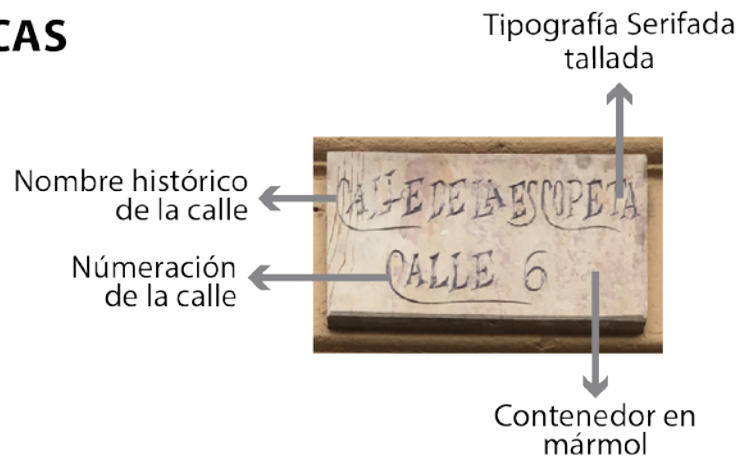 CAS
Tipografía Serifada
tallada
Nombre histórico
de la calle
CALLE DE LA ESCOPETA
Númeración
de la calle
CALLE 6
Contenedor en
mármol